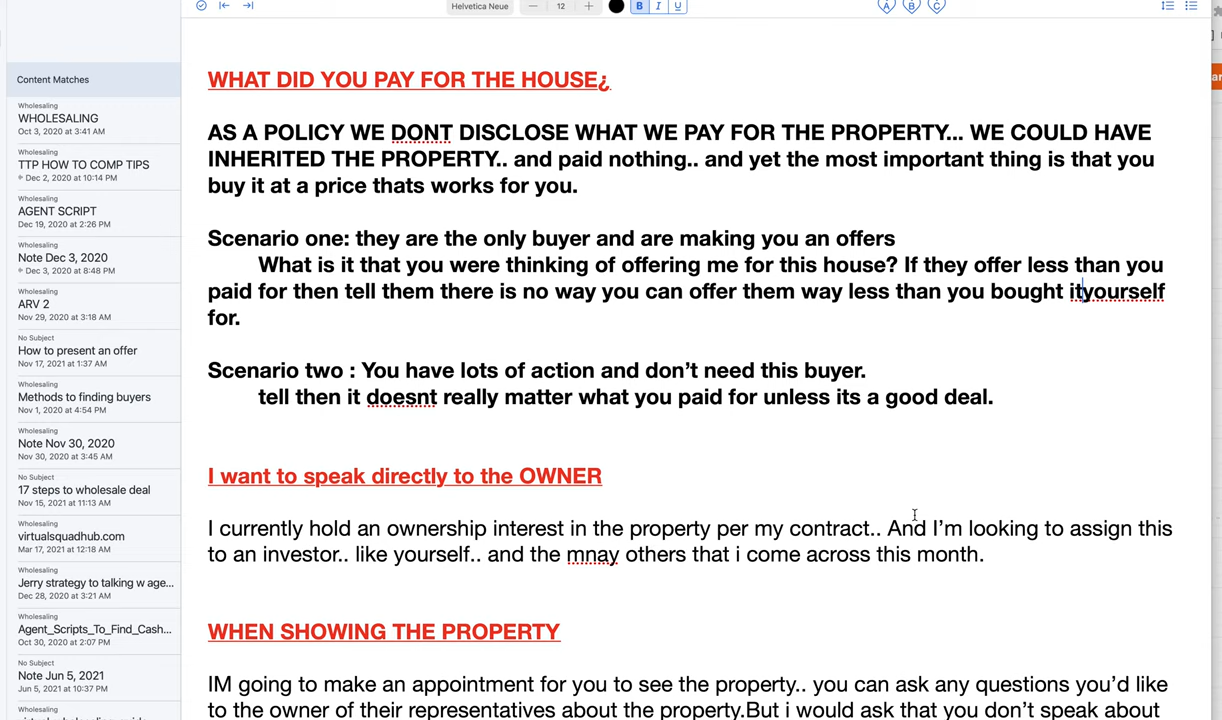 Helvetica Neue
12
B
I
U
A
B
C
Content Matches
Wholesaling
WHOLESALING
Oct 3, 2020 at 3:41 AM
Wholesaling
TTP HOW TO COMP TIPS
Dec 2, 2020 at 10:14 PM
Wholesaling
AGENT SCRIPT
Dec 19, 2020 at 2:26 PM
Wholesaling
Note Dec 3, 2020
Dec 3, 2020 at 8:48 PM
Wholesaling
ARV 2
Nov 29, 2020 at 3:18 AM
No Subject
How to present an offer
Nov 17, 2021 at 1:37 AM
Wholesaling
Methods to finding buyers
Nov 1, 2020 at 4:54 PM
Wholesaling
Note Nov 30, 2020
Nov 30, 2020 at 3:45 AM
No Subject
17 steps to wholesale deal
Nov 15, 2021 at 11:13 AM
Wholesaling
virtualsquadhub.com
Mar 17, 2021 at 12:18 AM
Wholesaling
Jerry strategy to talking w age...
Dec 28, 2020 at 3:21 AM
Wholesaling
Agent_Scripts_To_Find_Cash...
Oct 30, 2020 at 2:07 PM
No Subject
Note Jun 5, 2021
Jun 5, 2021 at 10:37 PM
Wholesaling
WHAT DID YOU PAY FOR THE HOUSE¿
AS A POLICY WE DONT DISCLOSE WHAT WE PAY FOR THE PROPERTY... WE COULD HAVE
INHERITED THE PROPERTY.. and paid nothing.. and yet the most important thing is that you
buy it at a price thats works for you.
Scenario one: they are the only buyer and are making you an offers
What is it that you were thinking of offering me for this house? If they offer less than you
paid for then tell them there is no way you can offer them way less than you bought ityourself
for.
Scenario two : You have lots of action and don’t need this buyer.
tell then it doesnt really matter what you paid for unless its a good deal.
I want to speak directly to the OWNER
I currently hold an ownership interest in the property per my contract.. And I’m looking to assign this
to an investor.. like yourself.. and the mnay others that i come across this month.
WHEN SHOWING THE PROPERTY
IM going to make an appointment for you to see the property.. you can ask any questions you’d like
to the owner of their representatives about the property.But i would ask that you don’t speak about